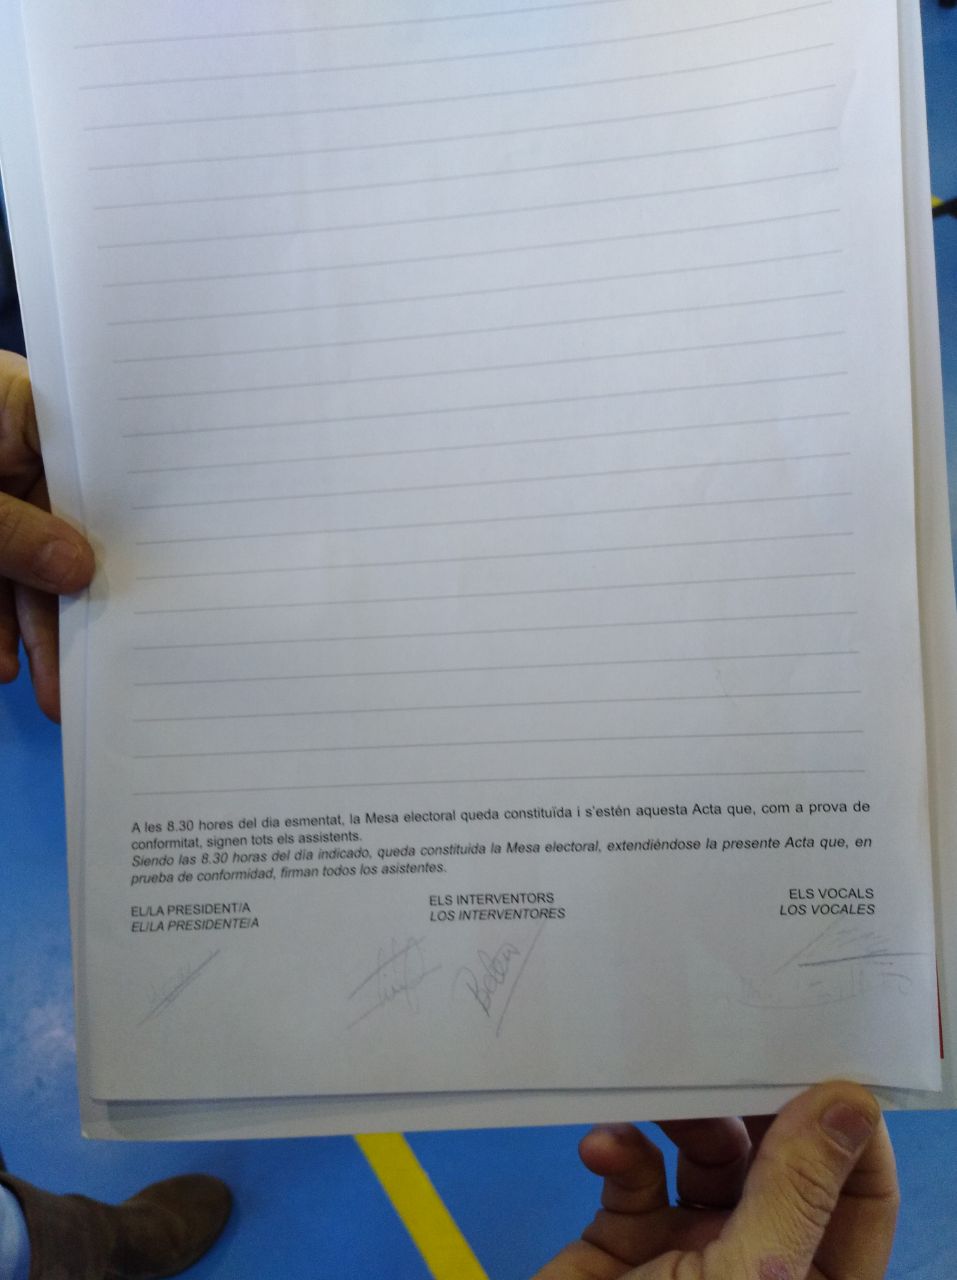 A les 8.30 hores del dia esmentat, la Mesa electoral queda constituïda i s'estén aquesta Acta que, com a prova de
conformitat, signen tots els assistents.
Siendo las 8.30 horas del día indicado, queda constituida la Mesa electoral, extendiéndose la presente Acta que, en
prueba de conformidad, firman todos los asistentes.
EL/LA PRESIDENT/A
EL/LA PRESIDENTE/A
ELS INTERVENTORS
LOS INTERVENTORES
ELS VOCALS
LOS VOCALES